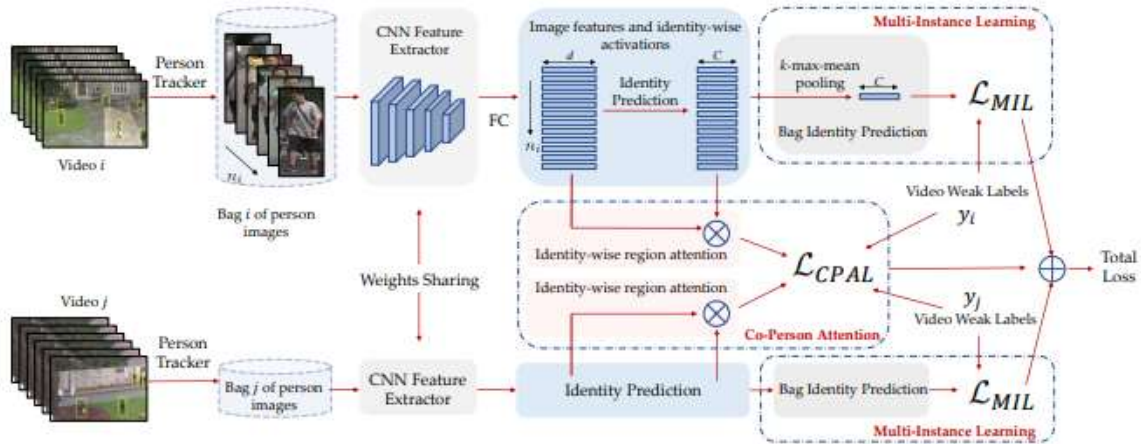 Multi-Instance Learning
CNN Feature
Extractor
Image features and identity-wise
activations
d
C
Person
Tracker
Identity
Prediction
k-max-mean
pooling
C
FC
n_i
ℒ_MIL
Bag Identity Prediction
Video i
n_i
Bag i of person
images
Video Weak Labels
y_i
Identity-wise region attention
Weights Sharing
ℒ_CPAL
Total
Loss
Identity-wise region attention
y_j
Video Weak Labels
Video j
Co-Person Attention
Person
Tracker
Bag j of person
images
CNN Feature
Extractor
Identity Prediction
Bag Identity Prediction
ℒ_MIL
Multi-Instance Learning